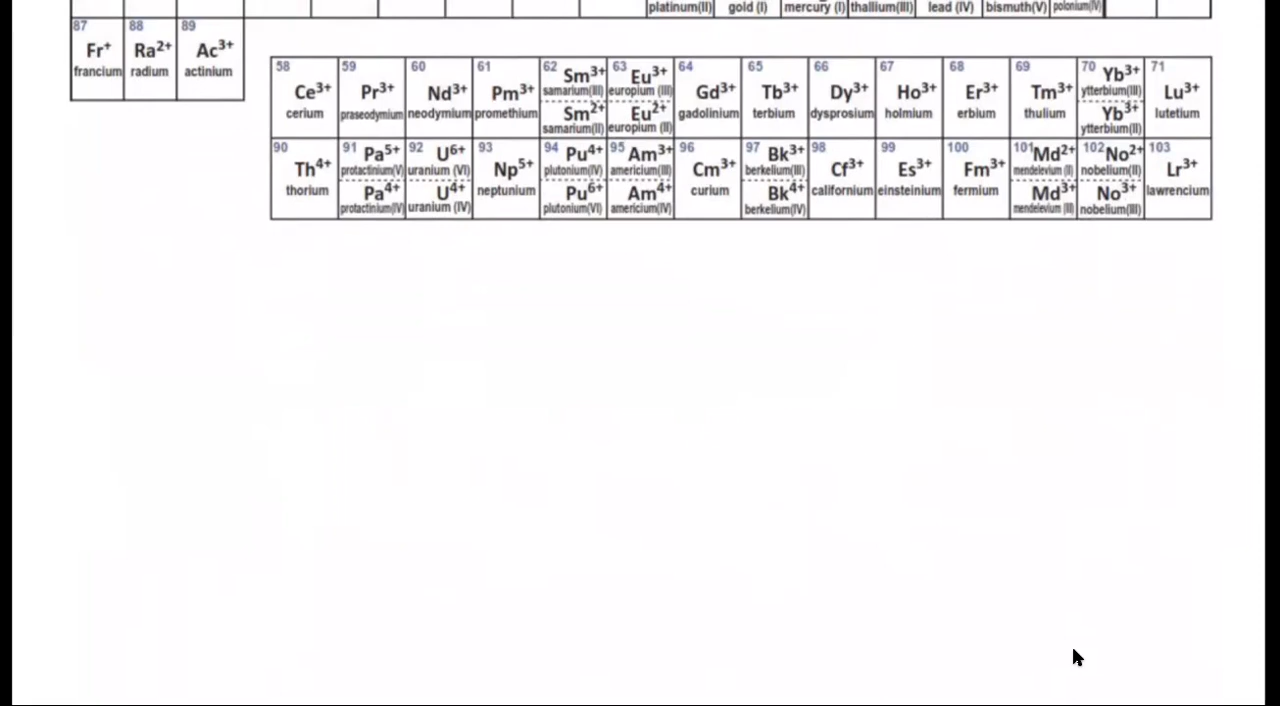 platinum(II) gold (I) mercury (I) thallium(III) lead (IV) bismuth(V) polonium(IV)
87 88 89
Fr+ Ra2+ Ac3+
francium radium actinium
58 59 60 61 62 Sm3+ 63 Eu3+ 64 65 66 67 68 69 70 Yb3+ 71
samarium(III) europium (III) ytterbium(III)
Ce3+ Pr3+ Nd3+ Pm3+ Gd3+ Tb3+ Dy3+ Ho3+ Er3+ Tm3+ Lu3+
cerium praseodymium neodymium promethium Sm2+ Eu2+ gadolinium terbium dysprosium holmium erbium thulium Yb3+ lutetium
samarium(II) europium (II) ytterbium(II)
90 91 Pa5+ 92 U6+ 93 94 Pu4+ 95 Am3+ 96 97 Bk3+ 98 99 100 101 Md2+ 102 No2+ 103
Th4+ protactinium(V) uranium (VI) Np5+ plutonium(IV) americium(III) Cm3+ berkelium(III) Cf3+ Es3+ Fm3+ mendelevium nobelium(II) Lr3+
thorium Pa4+ U4+ neptunium Pu6+ Am4+ curium Bk4+ californium einsteinium fermium Md3+ No3+ lawrencium
protactinium(IV) uranium (IV) plutonium(VI) americium(IV) berkelium(IV) mendelevium nobelium(III)